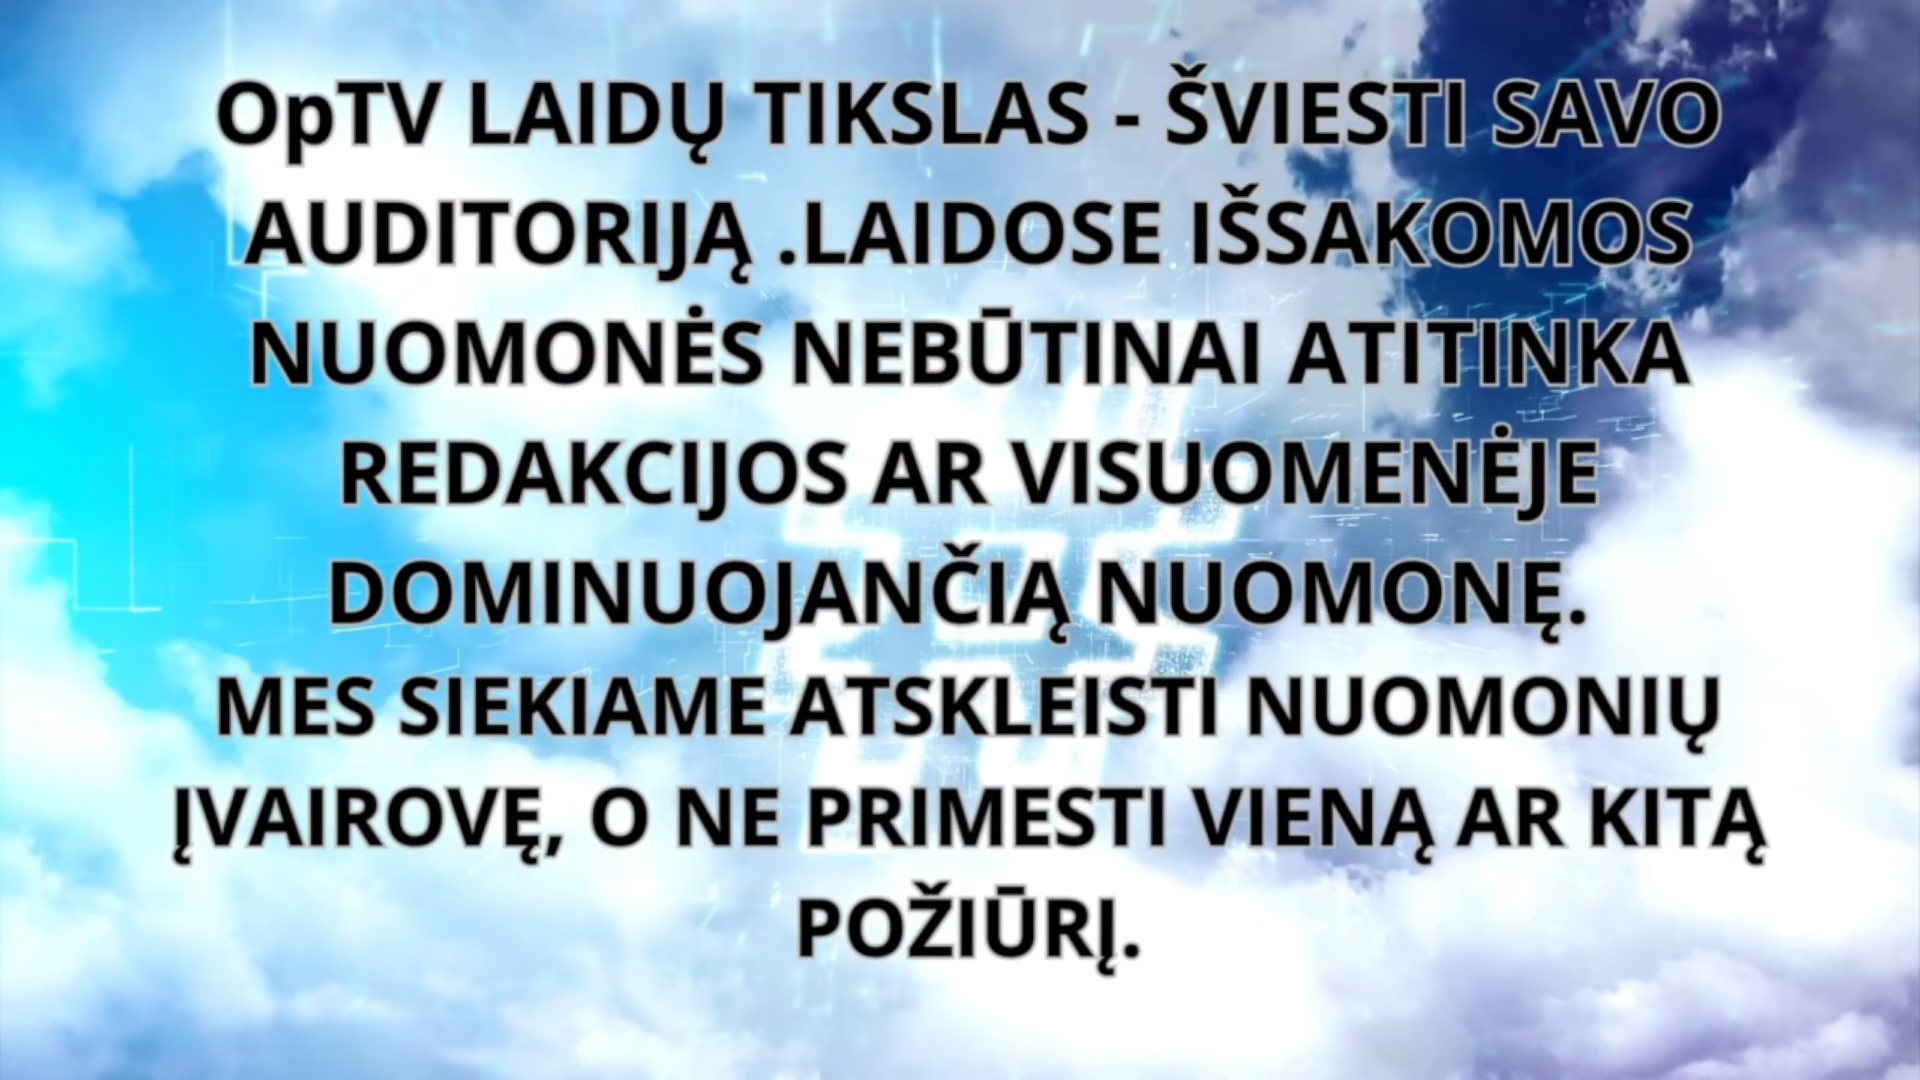 OpTV LAIDŲ TIKSLAS - ŠVIESTI SAVO
AUDITORIJĄ .LAIDOSE IŠSAKOMOS
NUOMONĖS NEBŪTINAI ATITINKA
REDAKCIJOS AR VISUOMENĖJE
DOMINUOJANČIĄ NUOMONĘ.
MES SIEKIAME ATSKLEISTI NUOMONIŲ
ĮVAIROVĘ, O NE PRIMESTI VIENĄ AR KITĄ
POŽIŪRĮ.